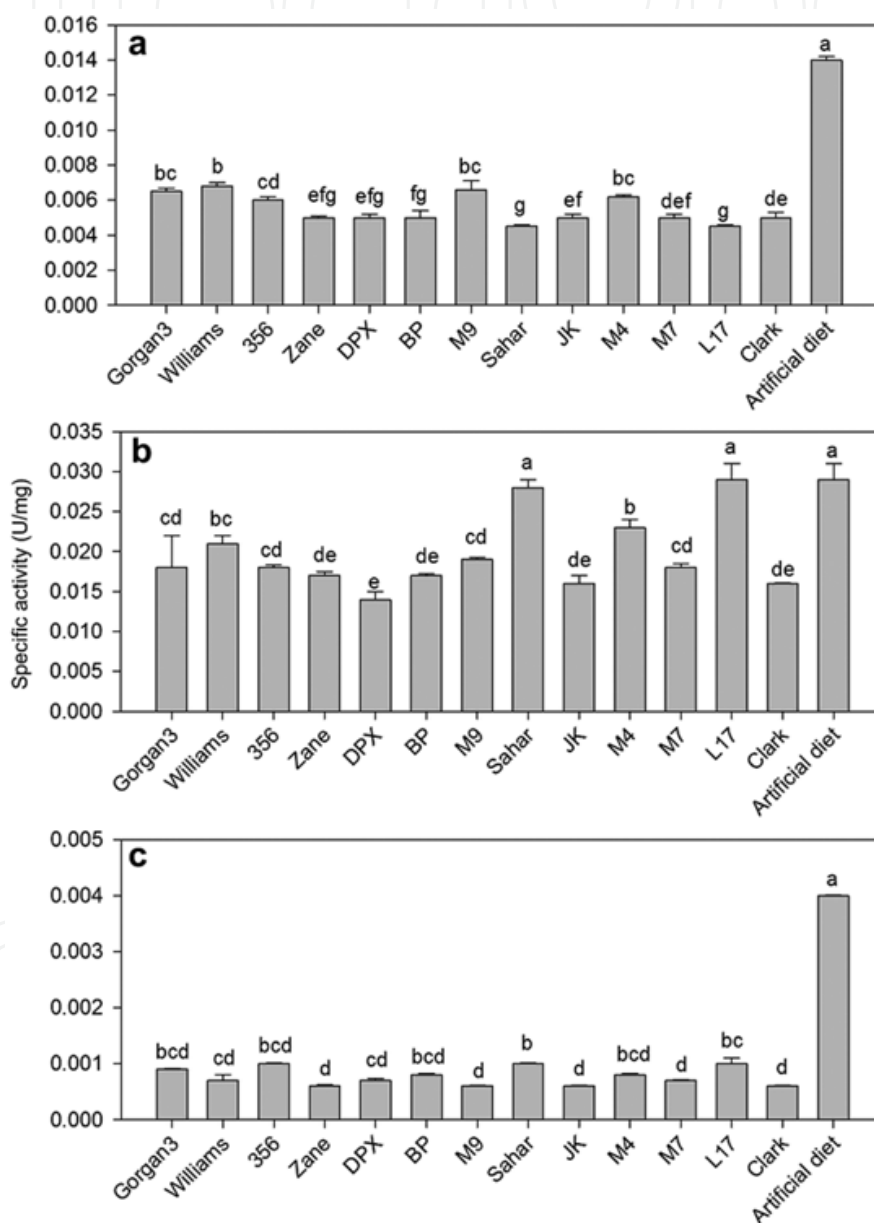 a
0.016
0.014
0.012
0.010
0.008
0.006
0.004
0.002
0.000
bc b cd efg efg fg bc g ef bc def g de a
Gorgan3 Williams 356 Zane DPX BP M9 Sahar JK M4 M7 L17 Clark Artificial diet
b
Specific activity (U/mg)
0.035
0.030
0.025
0.020
0.015
0.010
0.005
0.000
cd bc cd de e de cd a de b cd a de a
Gorgan3 Williams 356 Zane DPX BP M9 Sahar JK M4 M7 L17 Clark Artificial diet
c
0.005
0.004
0.003
0.002
0.001
0.000
bcd cd bcd d cd bcd d b d bcd d bc d a
Gorgan3 Williams 356 Zane DPX BP M9 Sahar JK M4 M7 L17 Clark Artificial diet